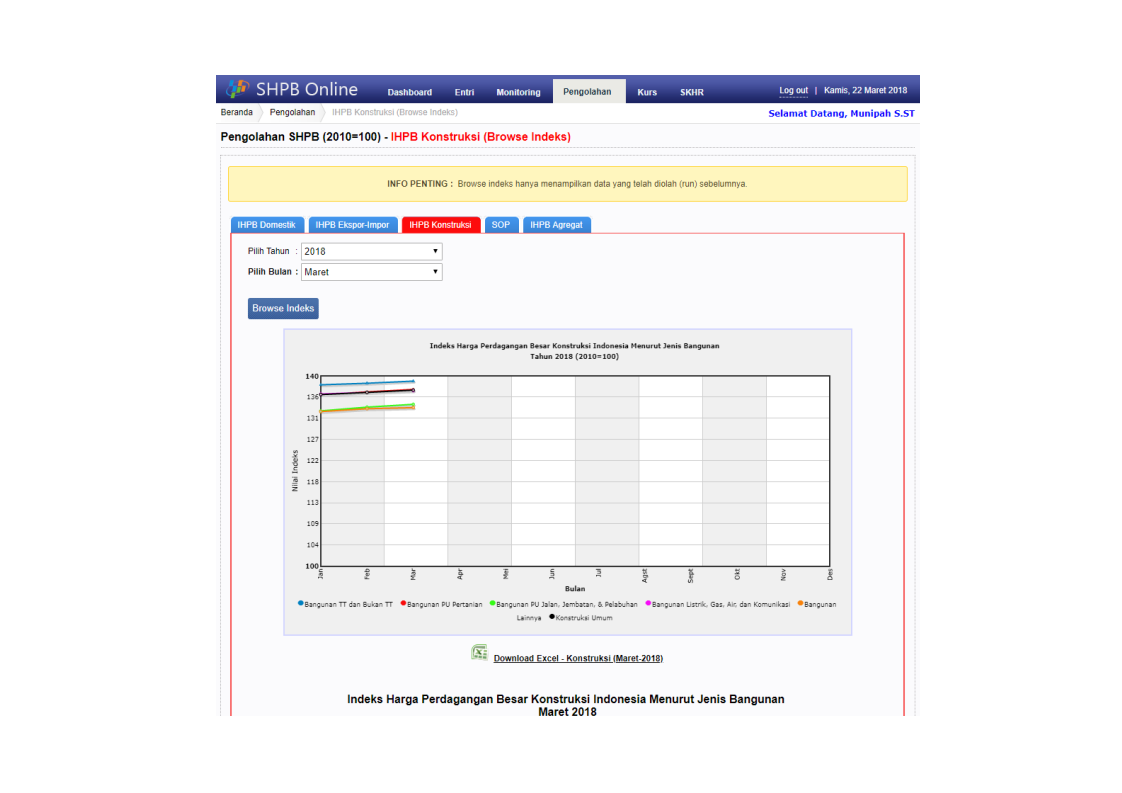 SHPB Online
Dashboard Entri Monitoring Pengolahan Kurs SKHR Log out | Kamis, 22 Maret 2018
Beranda Pengolahan IHPB Konstruksi (Browse Indeks) Selamat Datang, Munipah S.ST
Pengolahan SHPB (2010=100) - IHPB Konstruksi (Browse Indeks)
INFO PENTING : Browse indeks hanya menampilkan data yang telah diolah (run) sebelumnya.
IHPB Domestik IHPB Ekspor-Impor IHPB Konstruksi SOP IHPB Agregat
Pilih Tahun : 2018
Pilih Bulan : Maret
Browse Indeks
Indeks Harga Perdagangan Besar Konstruksi Indonesia Menurut Jenis Bangunan
Tahun 2018 (2010=100)
140
136
131
127
122
118
113
109
104
100
Nilai Indeks
Jan Feb Mar Apr Mei Jun Jul Agst Sept Okt Nov Des
Bulan
Bangunan TT dan Bukan TT Bangunan PU Pertanian Bangunan PU Jalan, Jembatan, & Pelabuhan Bangunan Listrik, Gas, Air, dan Komunikasi Bangunan
Lainnya Konstruksi Umum
Download Excel - Konstruksi (Maret-2018)
Indeks Harga Perdagangan Besar Konstruksi Indonesia Menurut Jenis Bangunan
Maret 2018